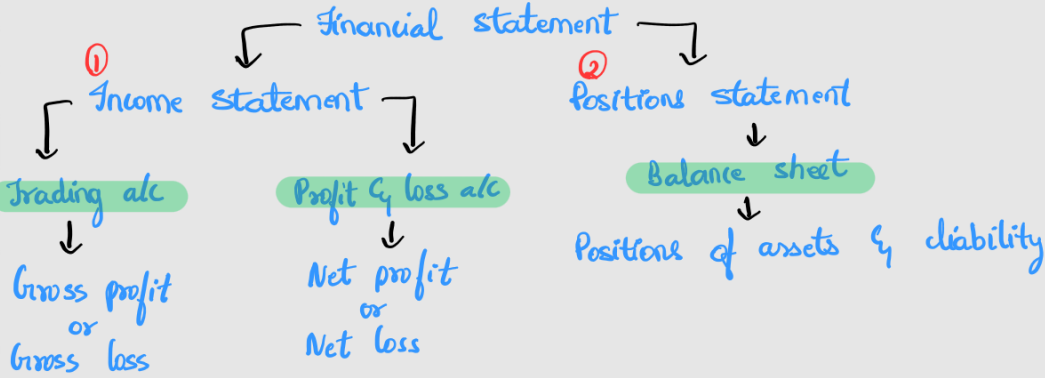 Financial statement
①
Income statement
②
Positions statement
Trading a/c
Profit & loss a/c
Balance sheet
Gross profit
or
Gross loss
Net profit
or
Net loss
Positions of assets & liability